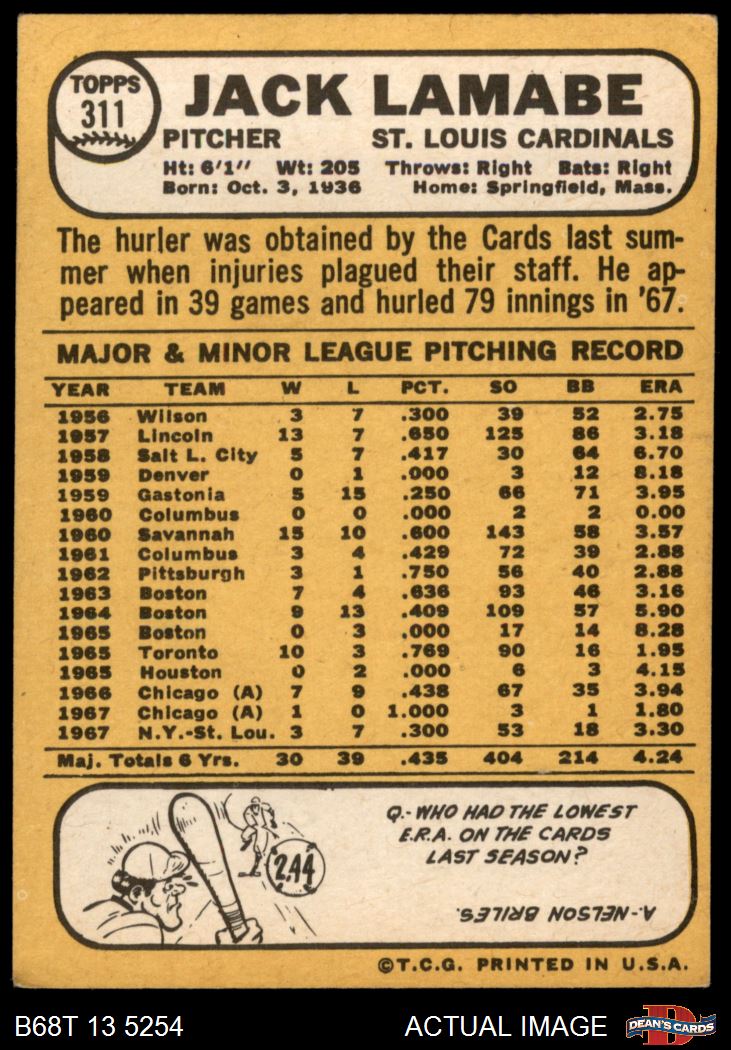 TOPPS
311
JACK LAMABE
PITCHER ST. LOUIS CARDINALS
Ht: 6'1" Wt: 205 Throws: Right Bats: Right
Born: Oct. 3, 1936 Home: Springfield, Mass.
The hurler was obtained by the Cards last sum-
mer when injuries plagued their staff. He ap-
peared in 39 games and hurled 79 innings in '67.
MAJOR & MINOR LEAGUE PITCHING RECORD
YEAR TEAM W L PCT. SO BB ERA
1956 Wilson 3 7 .300 39 52 2.75
1957 Lincoln 13 7 .650 125 86 3.18
1958 Salt L. City 5 7 .417 30 64 6.70
1959 Denver 0 1 .000 3 12 8.18
1959 Gastonia 5 15 .250 66 71 3.95
1960 Columbus 0 0 .000 2 2 0.00
1960 Savannah 15 10 .600 143 58 3.57
1961 Columbus 3 4 .429 72 39 2.88
1962 Pittsburgh 3 1 .750 56 40 2.88
1963 Boston 7 4 .636 93 46 3.16
1964 Boston 9 13 .409 109 57 5.90
1965 Boston 0 3 .000 17 14 8.28
1965 Toronto 10 3 .769 90 16 1.95
1965 Houston 0 2 .000 6 3 4.15
1966 Chicago (A) 7 9 .438 67 35 3.94
1967 Chicago (A) 1 0 1.000 3 1 1.80
1967 N.Y.-St. Lou. 3 7 .300 53 18 3.30
Maj. Totals 6 Yrs. 30 39 .435 404 214 4.24
2.44
Q.- WHO HAD THE LOWEST
E.R.A. ON THE CARDS
LAST SEASON?
A.- NELSON BRILES.
©T.C.G. PRINTED IN U.S.A.
B68T 13 5254 ACTUAL IMAGE
D
DEAN'S CARDS